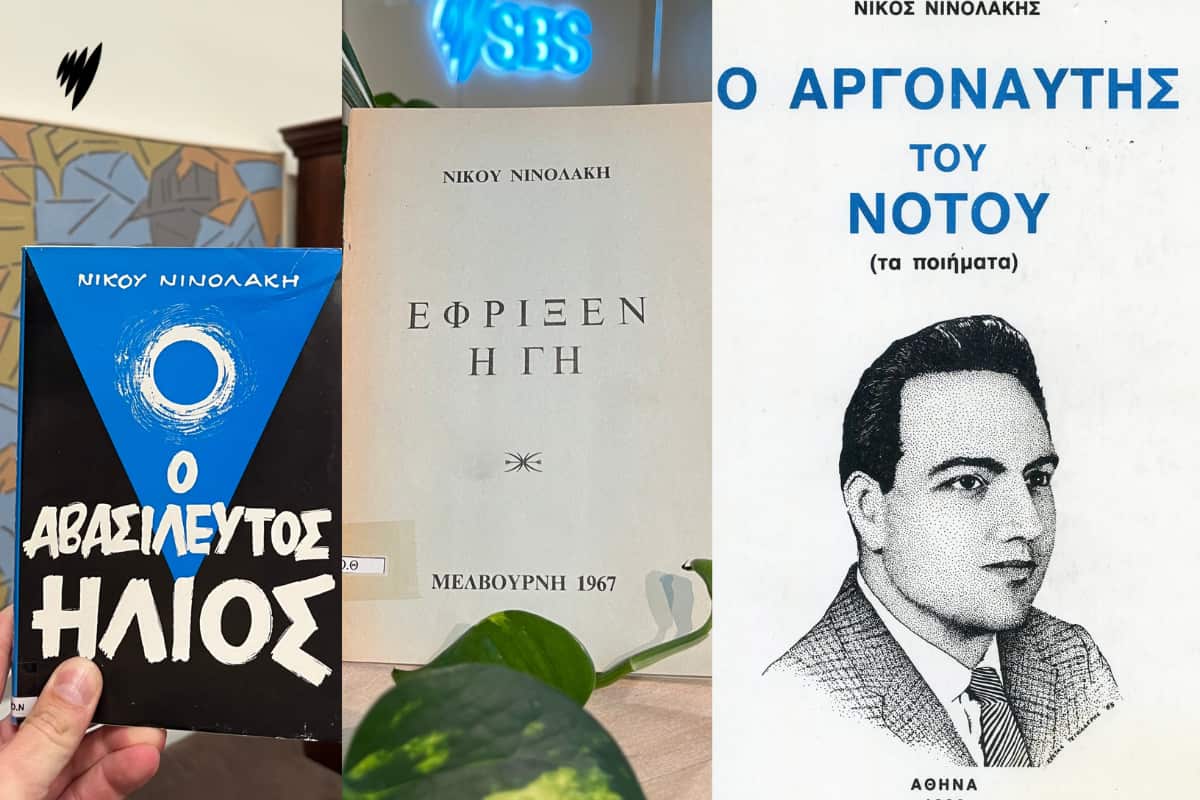 ΝΙΚΟΥ ΝΙΝΟΛΑΚΗ
Ο
ΑΒΑΣΙΛΕΥΤΟΣ
ΗΛΙΟΣ
Ο.Ν
SBS
ΝΙΚΟΥ ΝΙΝΟΛΑΚΗ
ΕΦΡΙΞΕΝ
Η ΓΗ
Ο.Θ
ΜΕΛΒΟΥΡΝΗ 1967
ΝΙΚΟΣ ΝΙΝΟΛΑΚΗΣ
Ο ΑΡΓΟΝΑΥΤΗΣ
ΤΟΥ
ΝΟΤΟΥ
(τα ποιήματα)
ΑΘΗΝΑ